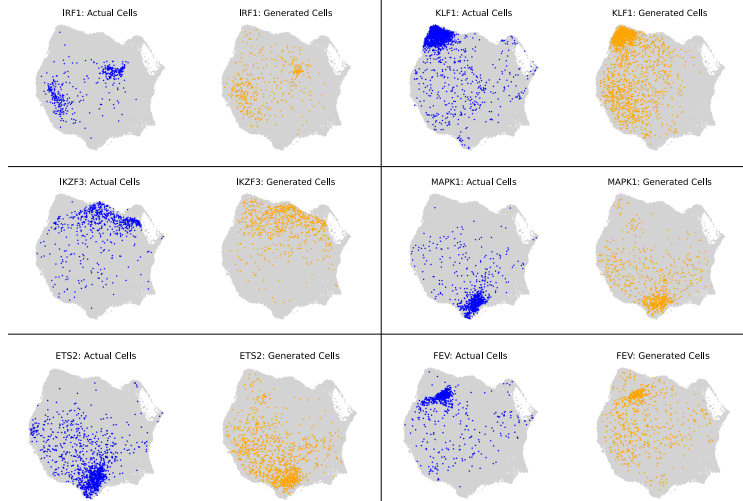 IRF1: Actual Cells
IRF1: Generated Cells
KLF1: Actual Cells
KLF1: Generated Cells
IKZF3: Actual Cells
IKZF3: Generated Cells
MAPK1: Actual Cells
MAPK1: Generated Cells
ETS2: Actual Cells
ETS2: Generated Cells
FEV: Actual Cells
FEV: Generated Cells